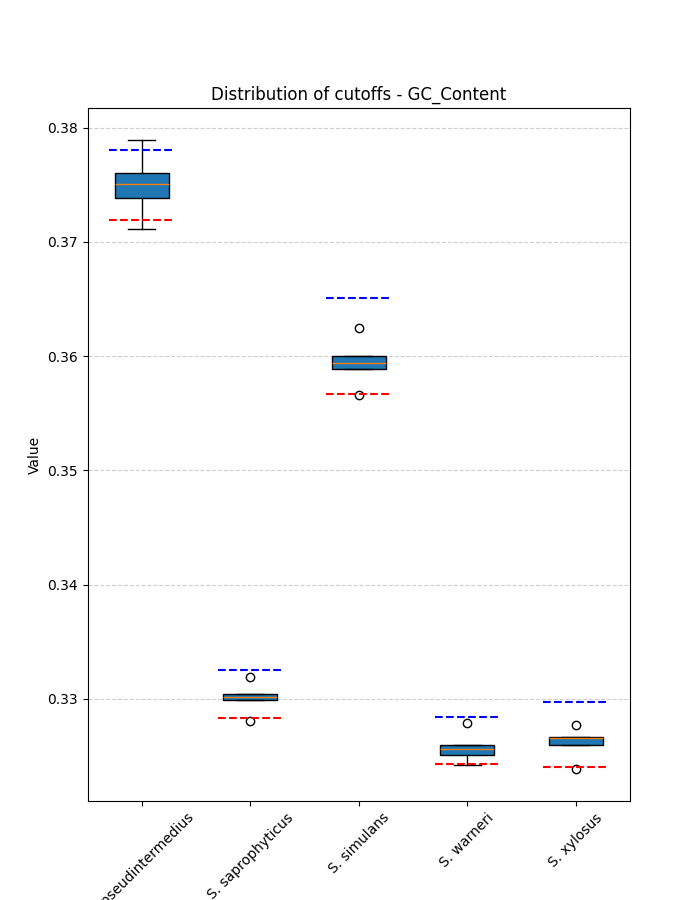 Distribution of cutoffs - GC_Content
0.38
0.37
0.36
0.35
0.34
0.33
Value
pseudintermedius
S. saprophyticus
S. simulans
S. warneri
S. xylosus